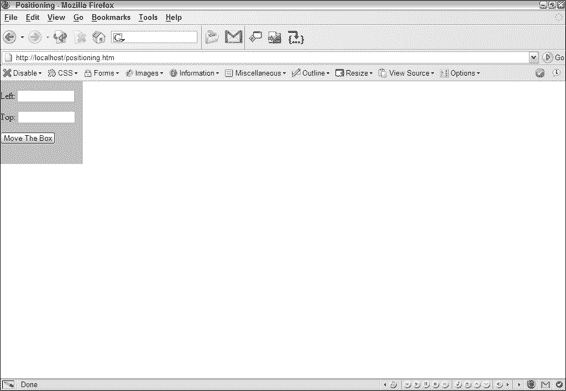 Positioning - Mozilla Firefox
File Edit View Go Bookmarks Tools Help
http://localhost/positioning.htm Go
Disable CSS Forms Images Information Miscellaneous Outline Resize View Source Options
Left:
Top:
Move The Box
Done